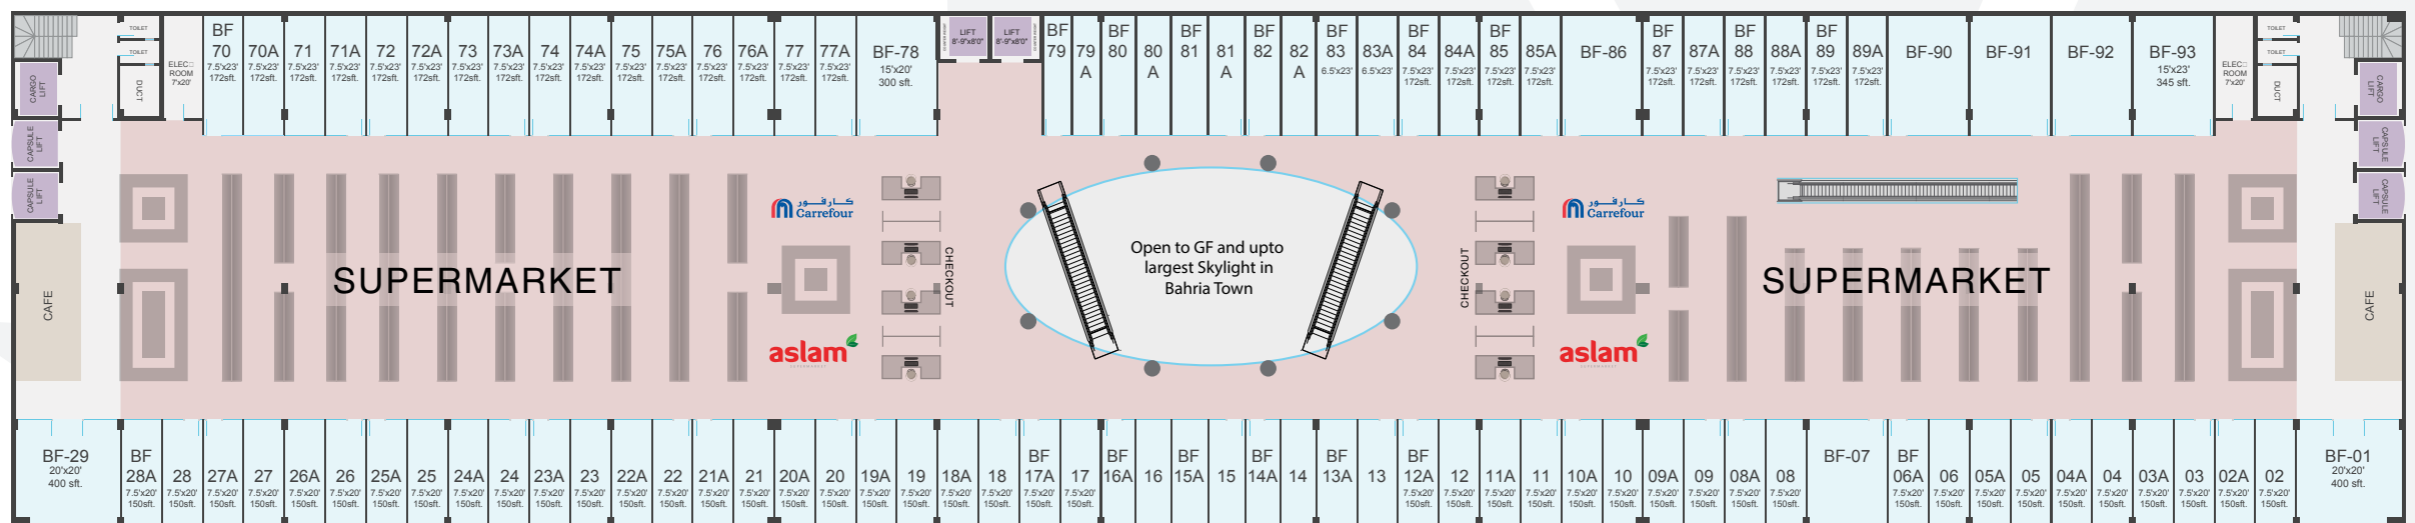 TOILET
TOILET
DUCT
ELEC□
ROOM
7'x20'
CARGO
LIFT
CAPSULE
LIFT
CAPSULE
LIFT
CAFE
BF
70
7.5'x23'
172sft.
70A
7.5'x23'
172sft.
71
7.5'x23'
172sft.
71A
7.5'x23'
172sft.
72
7.5'x23'
172sft.
72A
7.5'x23'
172sft.
73
7.5'x23'
172sft.
73A
7.5'x23'
172sft.
74
7.5'x23'
172sft.
74A
7.5'x23'
172sft.
75
7.5'x23'
172sft.
75A
7.5'x23'
172sft.
76
7.5'x23'
172sft.
76A
7.5'x23'
172sft.
77
7.5'x23'
172sft.
77A
7.5'x23'
172sft.
BF-78
15'x20'
300 sft.
LIFT
8'-9"x8'0"
LIFT
8'-9"x8'0"
BF
79
79
A
BF
80
80
A
BF
81
81
A
BF
82
82
A
BF
83
6.5'x23'
83A
6.5'x23'
BF
84
7.5'x23'
172sft.
84A
7.5'x23'
172sft.
BF
85
7.5'x23'
172sft.
85A
7.5'x23'
172sft.
BF-86
BF
87
7.5'x23'
172sft.
87A
7.5'x23'
172sft.
BF
88
7.5'x23'
172sft.
88A
7.5'x23'
172sft.
BF
89
7.5'x23'
172sft.
89A
7.5'x23'
172sft.
BF-90
BF-91
BF-92
BF-93
15'x23'
345 sft.
ELEC□
ROOM
7'x20'
TOILET
TOILET
DUCT
CARGO
LIFT
CAPSULE
LIFT
CAPSULE
LIFT
CAFE
SUPERMARKET
كارفور
Carrefour
aslam
SUPERMARKET
CHECKOUT
Open to GF and upto
largest Skylight in
Bahria Town
CHECKOUT
كارفور
Carrefour
aslam
SUPERMARKET
SUPERMARKET
BF-29
20'x20'
400 sft.
BF
28A
7.5'x20'
150sft.
28
7.5'x20'
150sft.
27A
7.5'x20'
150sft.
27
7.5'x20'
150sft.
26A
7.5'x20'
150sft.
26
7.5'x20'
150sft.
25A
7.5'x20'
150sft.
25
7.5'x20'
150sft.
24A
7.5'x20'
150sft.
24
7.5'x20'
150sft.
23A
7.5'x20'
150sft.
23
7.5'x20'
150sft.
22A
7.5'x20'
150sft.
22
7.5'x20'
150sft.
21A
7.5'x20'
150sft.
21
7.5'x20'
150sft.
20A
7.5'x20'
150sft.
20
7.5'x20'
150sft.
19A
7.5'x20'
150sft.
19
7.5'x20'
150sft.
18A
7.5'x20'
150sft.
18
7.5'x20'
150sft.
BF
17A
7.5'x20'
150sft.
17
7.5'x20'
150sft.
BF
16A
16
BF
15A
15
BF
14A
14
BF
13A
13
BF
12A
7.5'x20'
150sft.
12
7.5'x20'
150sft.
11A
7.5'x20'
150sft.
11
7.5'x20'
150sft.
10A
7.5'x20'
150sft.
10
7.5'x20'
150sft.
09A
7.5'x20'
150sft.
09
7.5'x20'
150sft.
08A
7.5'x20'
150sft.
08
7.5'x20'
150sft.
BF-07
BF
06A
7.5'x20'
150sft.
06
7.5'x20'
150sft.
05A
7.5'x20'
150sft.
05
7.5'x20'
150sft.
04A
7.5'x20'
150sft.
04
7.5'x20'
150sft.
03A
7.5'x20'
150sft.
03
7.5'x20'
150sft.
02A
7.5'x20'
150sft.
02
7.5'x20'
150sft.
BF-01
20'x20'
400 sft.